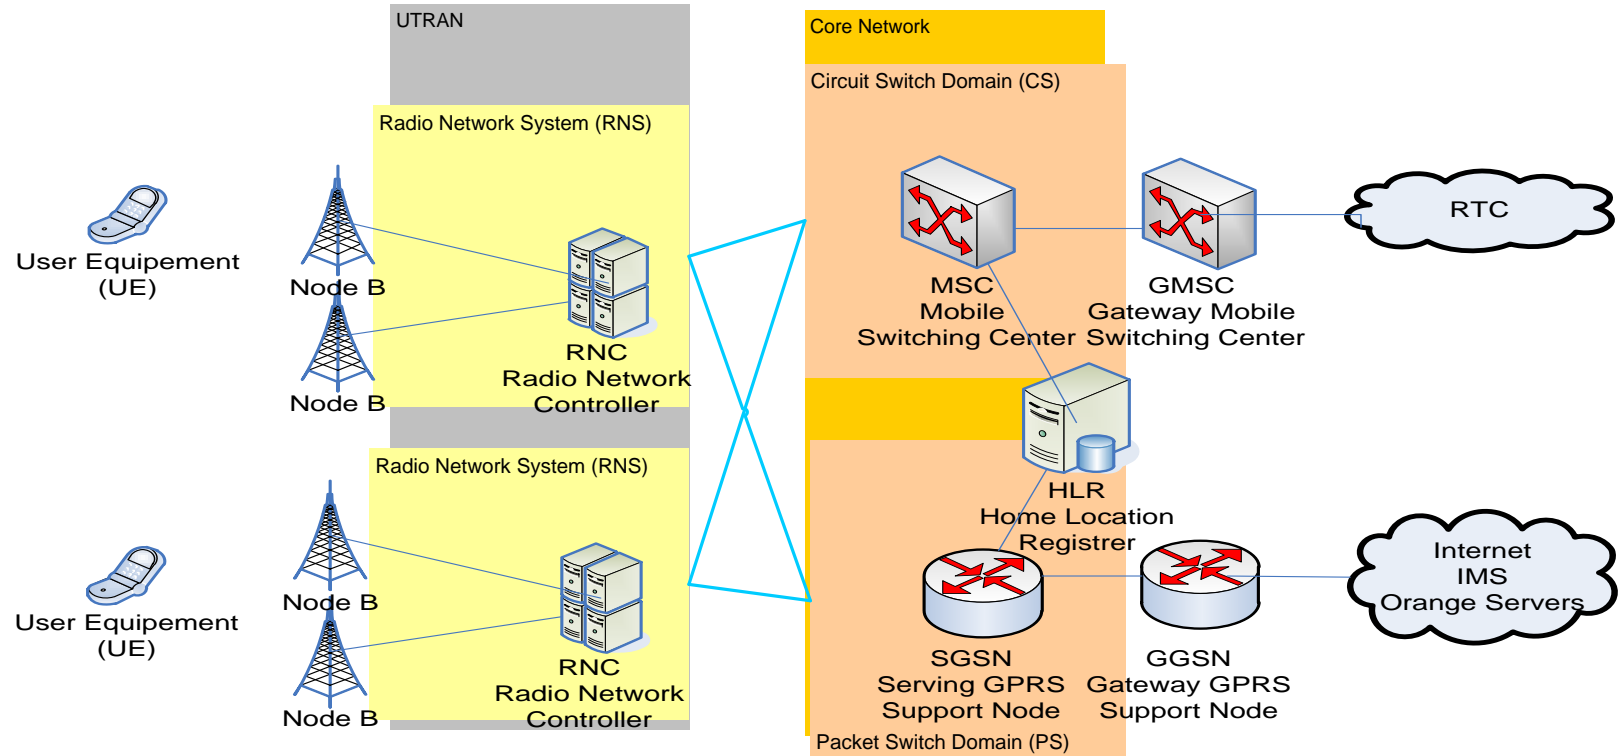 UTRAN
Core Network
Circuit Switch Domain (CS)
Radio Network System (RNS)
User Equipement
(UE)
Node B
Node B
RNC
Radio Network
Controller
MSC
Mobile
Switching Center
GMSC
Gateway Mobile
Switching Center
RTC
HLR
Home Location
Registrer
Radio Network System (RNS)
User Equipement
(UE)
Node B
Node B
RNC
Radio Network
Controller
SGSN
Serving GPRS
Support Node
GGSN
Gateway GPRS
Support Node
Internet
IMS
Orange Servers
Packet Switch Domain (PS)